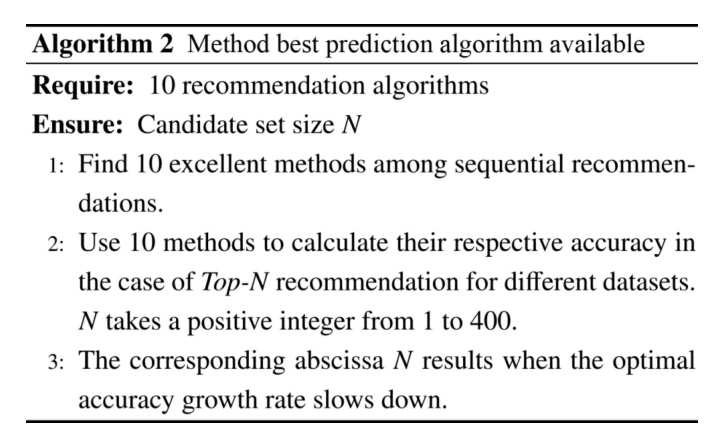 Algorithm 2 Method best prediction algorithm available
Require: 10 recommendation algorithms
Ensure: Candidate set size N
1: Find 10 excellent methods among sequential recommen-
dations.
2: Use 10 methods to calculate their respective accuracy in
the case of Top-N recommendation for different datasets.
N takes a positive integer from 1 to 400.
3: The corresponding abscissa N results when the optimal
accuracy growth rate slows down.